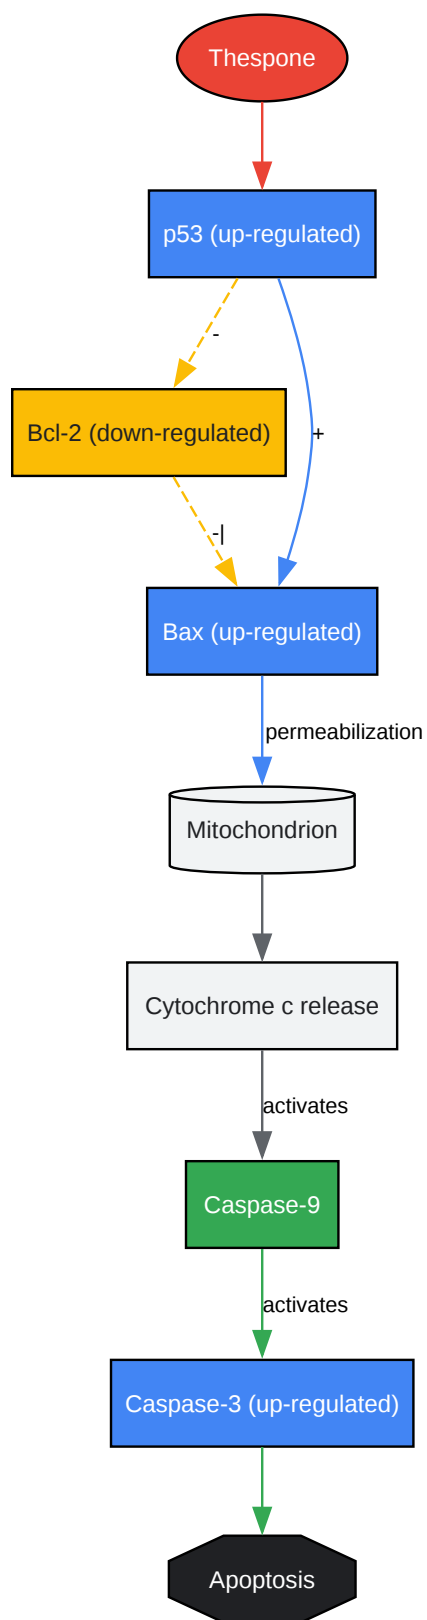 Thespone
p53 (up-regulated)
-
Bcl-2 (down-regulated)
+
-|
Bax (up-regulated)
permeabilization
Mitochondrion
Cytochrome c release
activates
Caspase-9
activates
Caspase-3 (up-regulated)
Apoptosis